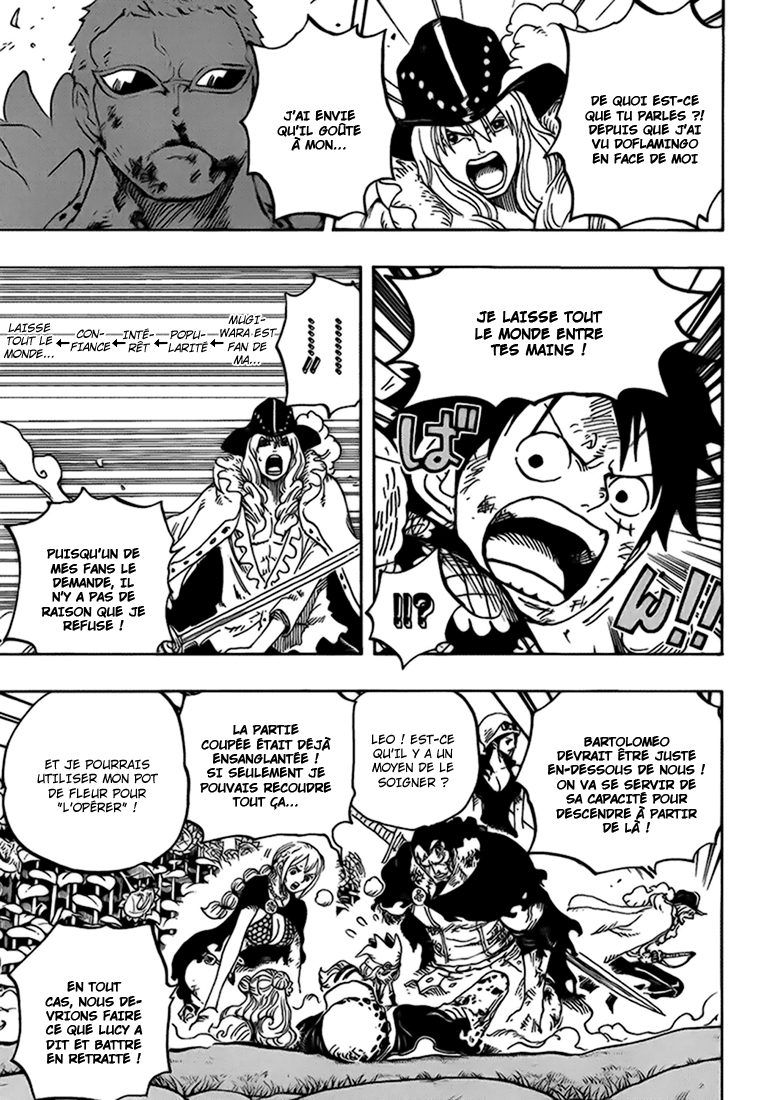 DE QUOI EST-CE
QUE TU PARLES ?!
DEPUIS QUE J'AI
VU DOFLAMINGO
EN FACE DE MOI
J'AI ENVIE
QU'IL GOÛTE
À MON...
JE LAISSE TOUT
LE MONDE ENTRE
TES MAINS !
ば
ん!!
!!?
!!
MUGI-
WARA EST
FAN DE
MA...
POPU-
LARITÉ
INTÉ-
RÊT
CON-
FIANCE
LAISSE
TOUT LE
MONDE...
PUISQU'UN DE
MES FANS LE
DEMANDE, IL
N'Y A PAS DE
RAISON QUE JE
REFUSE !
BARTOLOMÉO
DEVRAIT ÊTRE JUSTE
EN-DESSOUS DE NOUS !
ON VA SE SERVIR DE
SA CAPACITÉ POUR
DESCENDRE À PARTIR
DE LÀ !
LEO ! EST-CE
QU'IL Y A UN
MOYEN DE LE
SOIGNER ?
LA PARTIE
COUPÉE ÉTAIT DÉJÀ
ENSANGLANTÉE !
SI SEULEMENT JE
POUVAIS RECOUDRE
TOUT ÇA...
ET JE POURRAIS
UTILISER MON POT
DE FLEUR POUR
"L'OPÉRER" !
EN TOUT
CAS, NOUS DE-
VRIONS FAIRE
CE QUE LUCY A
DIT ET BATTRE
EN RETRAITE !